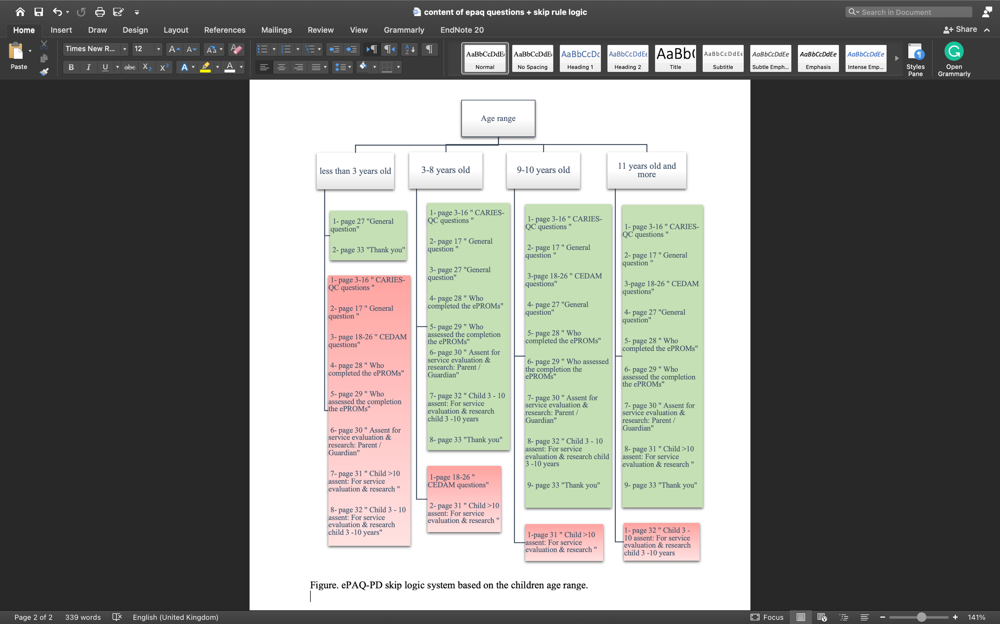 content of epaq questions + skip rule logic
Search in Document
Home Insert Draw Design Layout References Mailings Review View Grammarly EndNote 20
Share
Paste
Times New R... 12
AaBbCcDdE AaBbCcDdE AaBbCcDc AaBbCcDdEe AaBb( AaBbCcDdEe AaBbCcDdEe AaBbCcDdEe AaBbCcDdEe
Normal No Spacing Heading 1 Heading 2 Title Subtitle Subtle Emph... Emphasis Intense Emp...
Styles
Pane
Open
Grammarly
Age range
less than 3 years old
3-8 years old
9-10 years old
11 years old and
more
1- page 27 "General
question"
2- page 33 "Thank you"
1- page 3-16 " CARIES-
QC questions "
2- page 17 " General
question "
3- page 18-26 " CEDAM
questions"
4- page 28 " Who
completed the ePROMs"
5- page 29 " Who
assessed the completion
the ePROMs"
6- page 30 " Assent for
service evaluation &
research: Parent /
Guardian"
7- page 31 " Child >10
assent: For service
evaluation & research "
8- page 32 " Child 3 - 10
assent: For service
evaluation & research
child 3 -10 years"
1- page 3-16 " CARIES-
QC questions "
2- page 17 " General
question "
3- page 27 "General
question"
4- page 28 " Who
completed the ePROMs"
5- page 29 " Who
assessed the completion
the ePROMs"
6- page 30 " Assent for
service evaluation &
research: Parent /
Guardian"
7- page 32 " Child 3 - 10
assent: For service
evaluation & research
child 3 -10 years
8- page 33 "Thank you"
1-page 18-26 "
CEDAM questions"
2- page 31 " Child >10
assent: For service
evaluation & research "
1- page 3-16 " CARIES-
QC questions "
2- page 17 " General
question "
3-page 18-26 " CEDAM
questions"
4- page 27 "General
question"
5- page 28 " Who
completed the ePROMs"
6- page 29 " Who assessed
the completion the
ePROMs"
7- page 30 " Assent for
service evaluation &
research: Parent /
Guardian"
8- page 32 " Child 3 - 10
assent: For service
evaluation & research child
3 -10 years
9- page 33 "Thank you"
1-page 31 " Child >10
assent: For service
evaluation & research "
1- page 3-16 " CARIES-
QC questions "
2- page 17 " General
question "
3-page 18-26 " CEDAM
questions"
4- page 27 "General
question"
5- page 28 " Who
completed the ePROMs"
6- page 29 " Who
assessed the completion
the ePROMs"
7- page 30 " Assent for
service evaluation &
research: Parent /
Guardian"
8- page 31 " Child >10
assent: For service
evaluation & research "
9- page 33 "Thank you"
1- page 32 " Child 3 -
10 assent: For service
evaluation & research
child 3 -10 years
Figure. ePAQ-PD skip logic system based on the children age range.
Page 2 of 2 339 words English (United Kingdom) Focus 141%